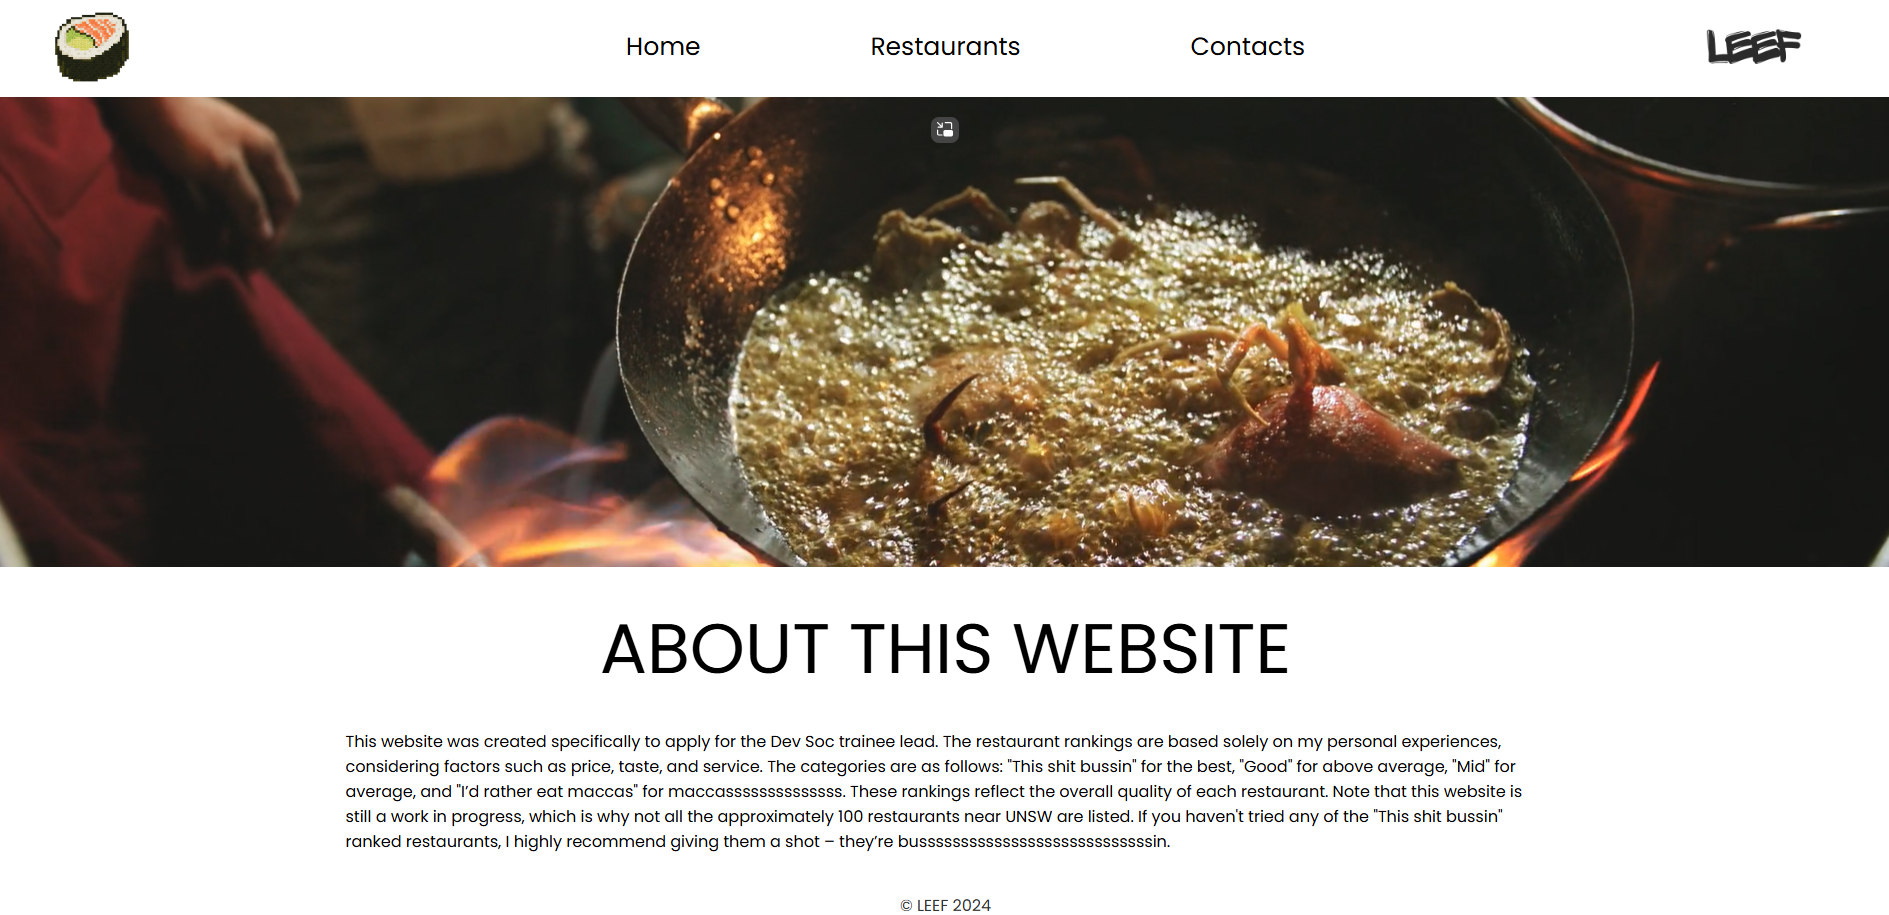 Home Restaurants Contacts LEEF
ABOUT THIS WEBSITE
This website was created specifically to apply for the Dev Soc trainee lead. The restaurant rankings are based solely on my personal experiences,
considering factors such as price, taste, and service. The categories are as follows: "This shit bussin" for the best, "Good" for above average, "Mid" for
average, and "I’d rather eat maccas" for maccassssssssssssss. These rankings reflect the overall quality of each restaurant. Note that this website is
still a work in progress, which is why not all the approximately 100 restaurants near UNSW are listed. If you haven't tried any of the "This shit bussin"
ranked restaurants, I highly recommend giving them a shot – they’re busssssssssssssssssssssssssssssin.
© LEEF 2024